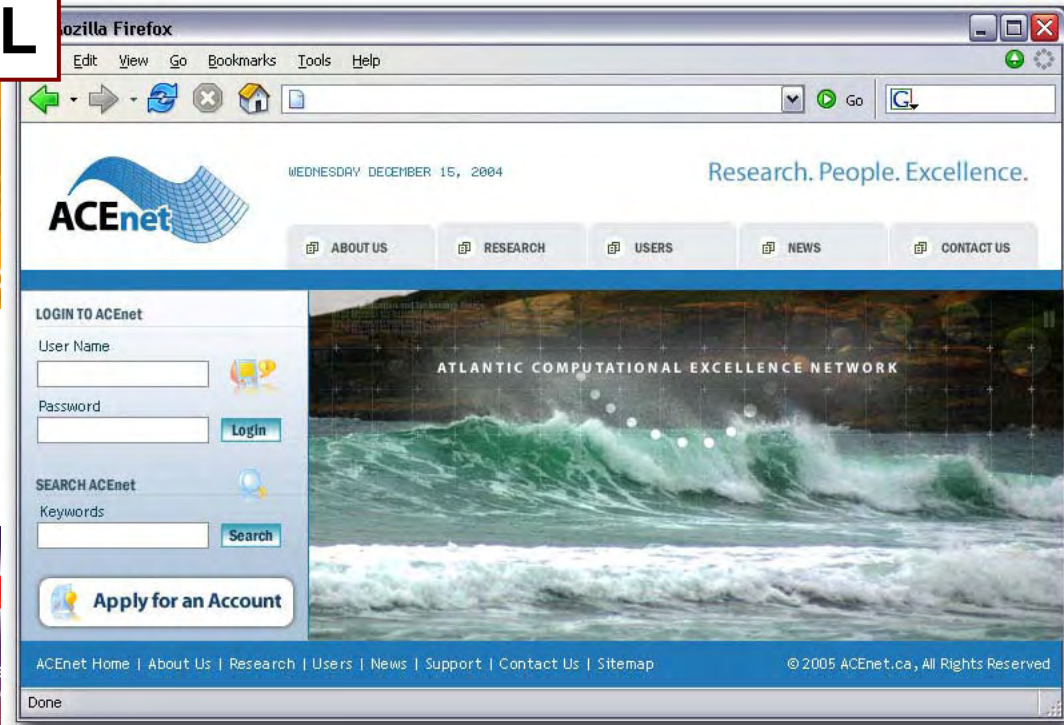 L
ozilla Firefox
Edit View Go Bookmarks Tools Help
Go G
ACEnet
WEDNESDAY DECEMBER 15, 2004
Research. People. Excellence.
ABOUT US RESEARCH USERS NEWS CONTACT US
LOGIN TO ACEnet
User Name
Password
Login
SEARCH ACEnet
Keywords
Search
Apply for an Account
ATLANTIC COMPUTATIONAL EXCELLENCE NETWORK
ACEnet Home | About Us | Research | Users | News | Support | Contact Us | Sitemap
© 2005 ACEnet.ca, All Rights Reserved
Done